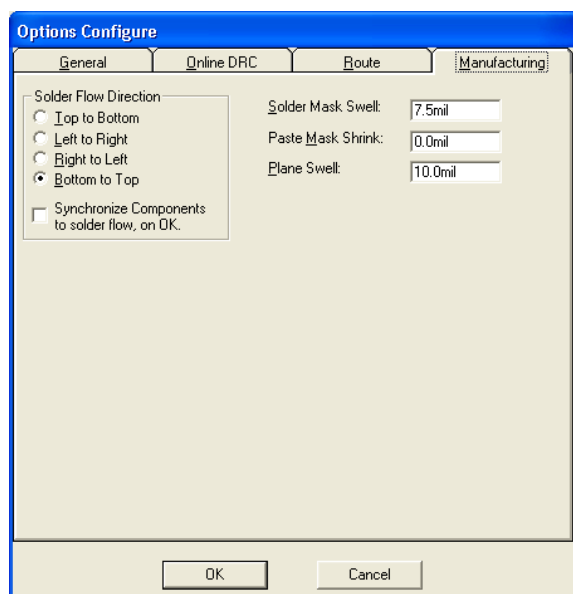 Options Configure
General
Online DRC
Route
Manufacturing
Solder Flow Direction
Top to Bottom
Left to Right
Right to Left
Bottom to Top
Synchronize Components
to solder flow, on OK.
Solder Mask Swell: 7.5mil
Paste Mask Shrink: 0.0mil
Plane Swell: 10.0mil
OK
Cancel